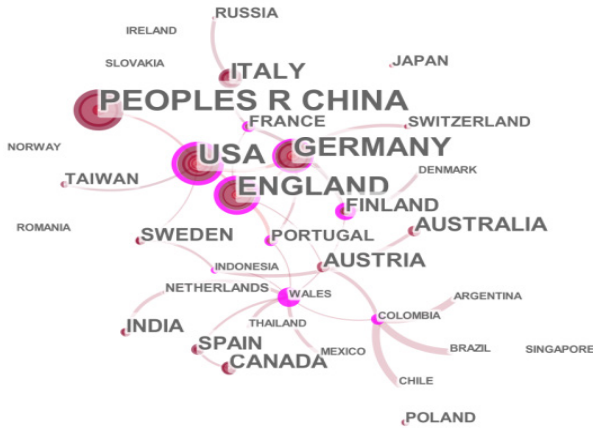 RUSSIA
IRELAND
SLOVAKIA
JAPAN
ITALY
PEOPLES R CHINA
FRANCE
SWITZERLAND
NORWAY
USA
GERMANY
TAIWAN
DENMARK
ENGLAND
FINLAND
ROMANIA
SWEDEN
PORTUGAL
AUSTRALIA
INDONESIA
AUSTRIA
NETHERLANDS
WALES
ARGENTINA
COLOMBIA
THAILAND
INDIA
SPAIN
MEXICO
BRAZIL
SINGAPORE
CANADA
CHILE
POLAND